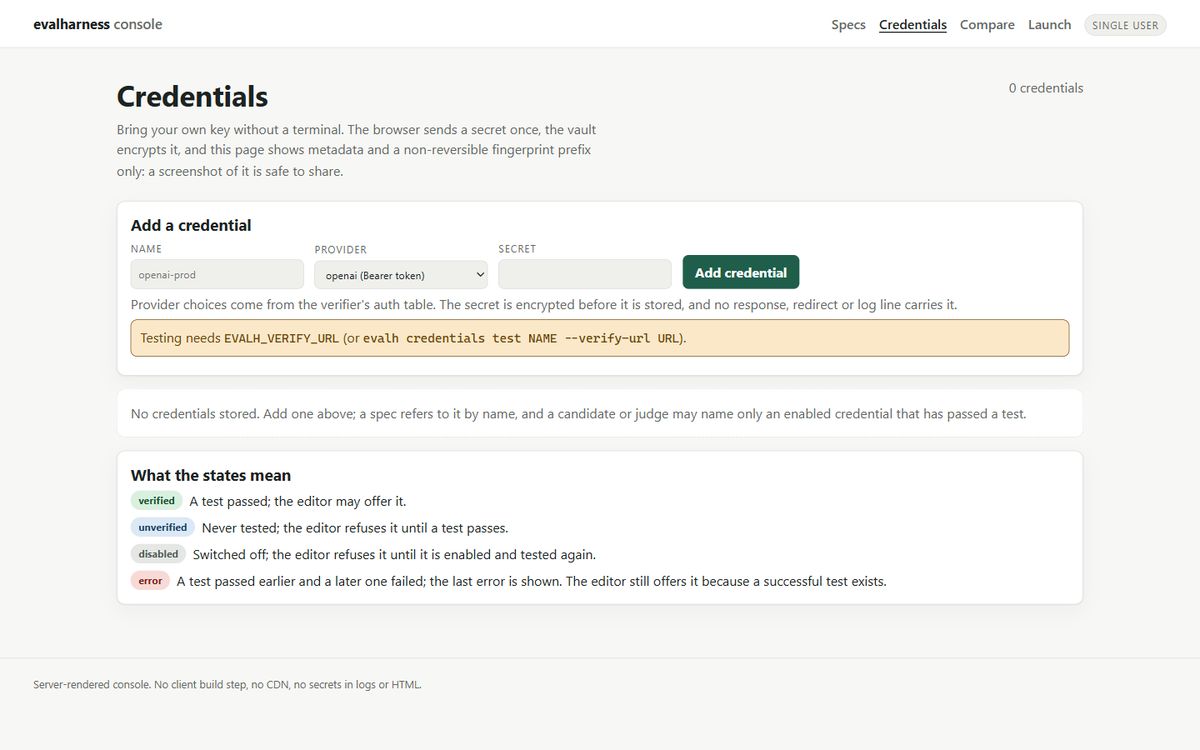 evalharness console
Specs Credentials Compare Launch SINGLE USER
Credentials
0 credentials
Bring your own key without a terminal. The browser sends a secret once, the vault
encrypts it, and this page shows metadata and a non-reversible fingerprint prefix
only: a screenshot of it is safe to share.
Add a credential
NAME PROVIDER SECRET
openai-prod openai (Bearer token) Add credential
Provider choices come from the verifier's auth table. The secret is encrypted before it is stored, and no response, redirect or log line carries it.
Testing needs EVALH_VERIFY_URL (or evalh credentials test NAME --verify-url URL).
No credentials stored. Add one above; a spec refers to it by name, and a candidate or judge may name only an enabled credential that has passed a test.
What the states mean
verified A test passed; the editor may offer it.
unverified Never tested; the editor refuses it until a test passes.
disabled Switched off; the editor refuses it until it is enabled and tested again.
error A test passed earlier and a later one failed; the last error is shown. The editor still offers it because a successful test exists.
Server-rendered console. No client build step, no CDN, no secrets in logs or HTML.